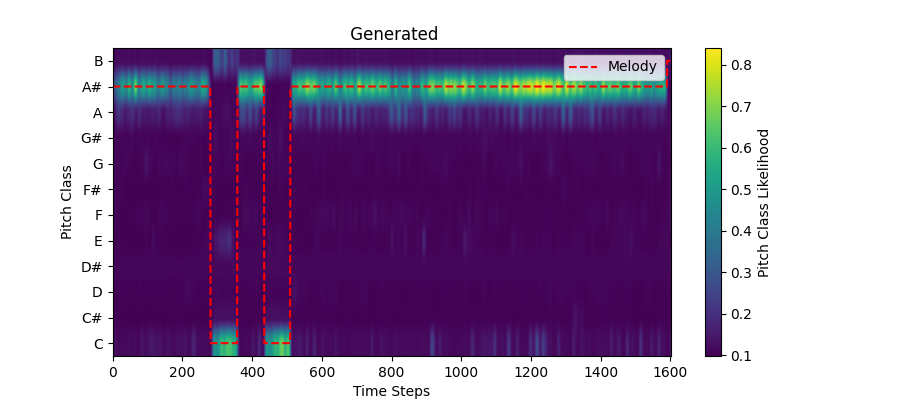 Generated
Melody
Pitch Class
B
A#
A
G#
G
F#
F
E
D#
D
C#
C
0 200 400 600 800 1000 1200 1400 1600
Time Steps
0.8
0.7
0.6
0.5
0.4
0.3
0.2
0.1
Pitch Class Likelihood